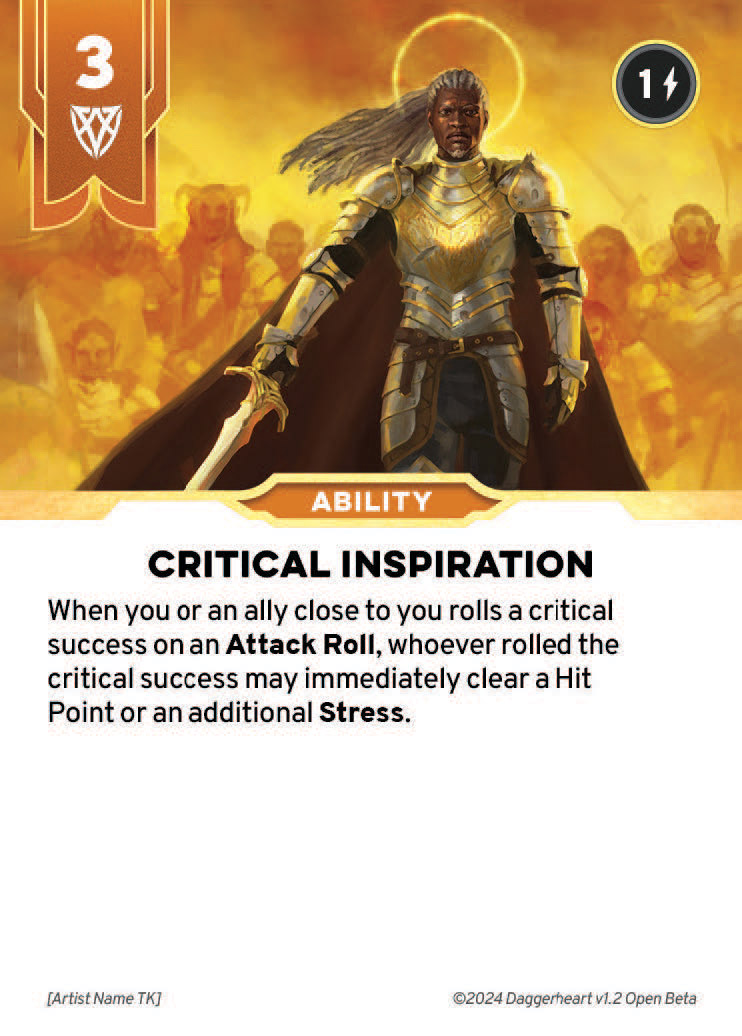 3
1
ABILITY
CRITICAL INSPIRATION
When you or an ally close to you rolls a critical
success on an Attack Roll, whoever rolled the
critical success may immediately clear a Hit
Point or an additional Stress.
[Artist Name TK]
©2024 Daggerheart v1.2 Open Beta